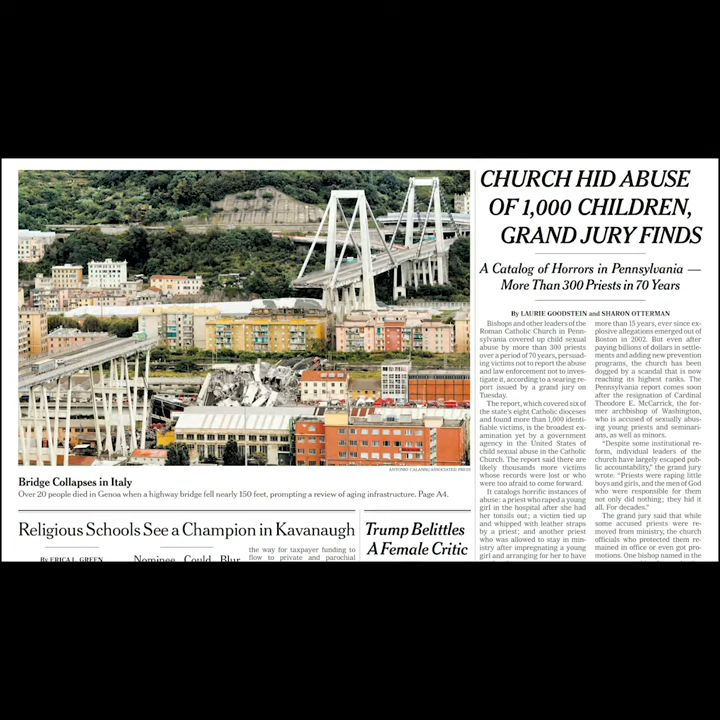 CHURCH HID ABUSE
OF 1,000 CHILDREN,
GRAND JURY FINDS
A Catalog of Horrors in Pennsylvania —
More Than 300 Priests in 70 Years
By LAURIE GOODSTEIN and SHARON OTTERMAN
Bishops and other leaders of the
Roman Catholic Church in Penn-
sylvania covered up child sexual
abuse by more than 300 priests
over a period of 70 years, persuad-
ing victims not to report the abuse
and law enforcement not to inves-
tigate it, according to a searing re-
port issued by a grand jury on
Tuesday.
The report, which covered six of
the state's eight Catholic dioceses
and found more than 1,000 identi-
fiable victims, is the broadest ex-
amination yet by a government
agency in the United States of
child sexual abuse in the Catholic
Church. The report said there are
likely thousands more victims
whose records were lost or who
were too afraid to come forward.
It catalogs horrific instances of
abuse: a priest who raped a young
girl in the hospital after she had
her tonsils out; a victim tied up
and whipped with leather straps
by a priest; and another priest
who was allowed to stay in min-
istry after impregnating a young
girl and arranging for her to have
more than 15 years, ever since ex-
plosive allegations emerged out of
Boston in 2002. But even after
paying billions of dollars in settle-
ments and adding new prevention
programs, the church has been
dogged by a scandal that is now
reaching its highest ranks. The
Pennsylvania report comes soon
after the resignation of Cardinal
Theodore E. McCarrick, the for-
mer archbishop of Washington,
who is accused of sexually abus-
ing young priests and seminari-
ans, as well as minors.
"Despite some institutional re-
form, individual leaders of the
church have largely escaped pub-
lic accountability," the grand jury
wrote. "Priests were raping little
boys and girls, and the men of God
who were responsible for them
not only did nothing; they hid it
all. For decades."
The grand jury said that while
some accused priests were re-
moved from ministry, the church
officials who protected them re-
mained in office or even got pro-
motions. One bishop named in the
ANTONIO CALANNI/ASSOCIATED PRESS
Bridge Collapses in Italy
Over 20 people died in Genoa when a highway bridge fell nearly 150 feet, prompting a review of aging infrastructure. Page A4.
Religious Schools See a Champion in Kavanaugh
By ERICA L. GREEN
Nominee Could Blur
the way for taxpayer funding to
flow to private and parochial
Trump Belittles
A Female Critic